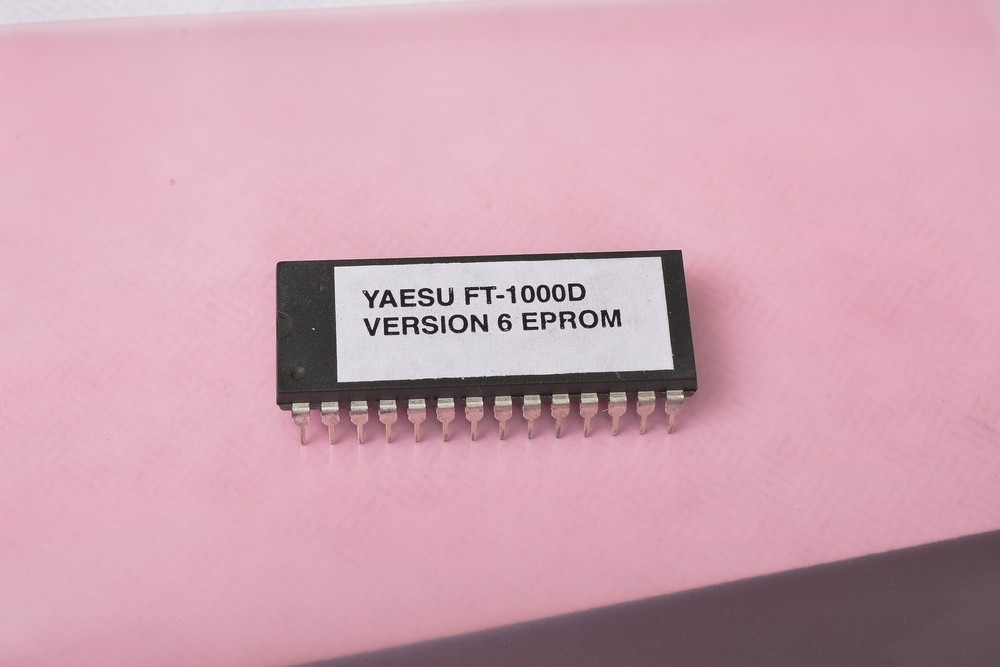 YAESU FT-1000D
VERSION 6 EPROM